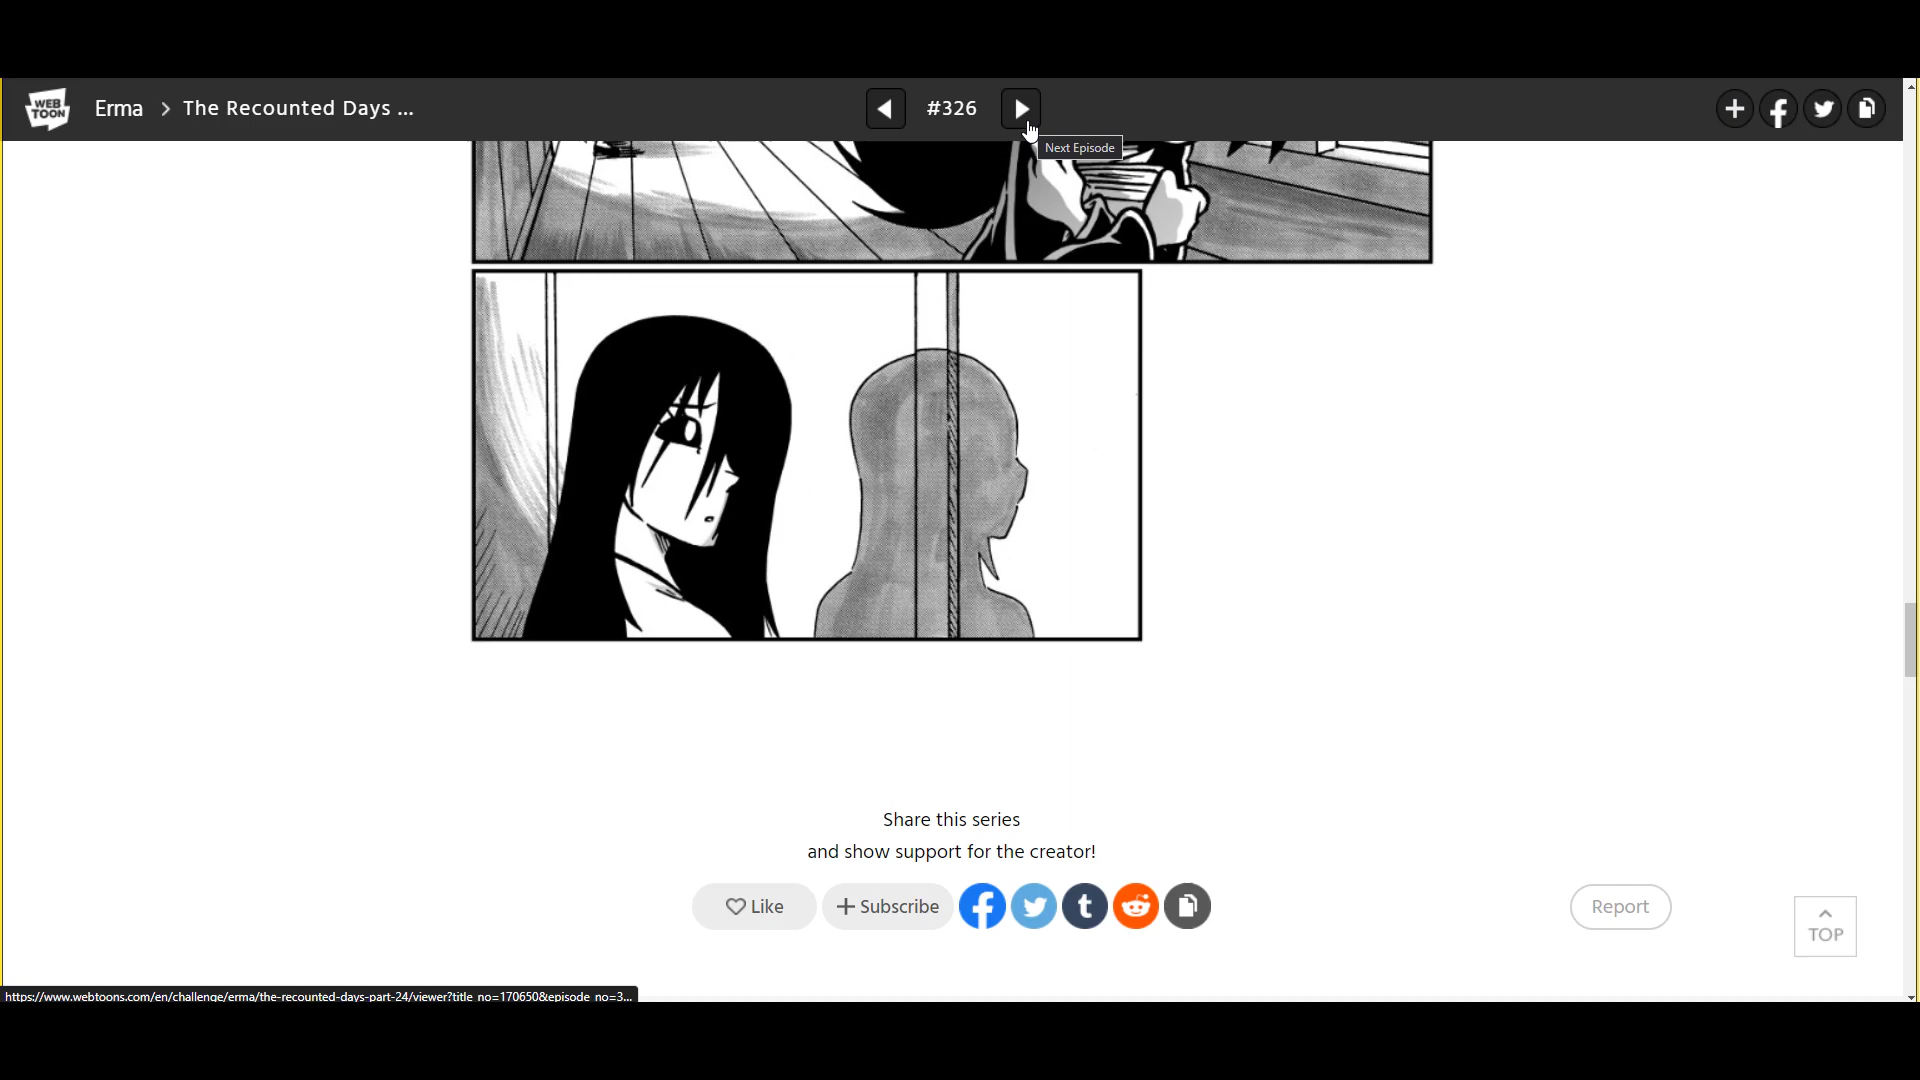 WEB
TOON
Erma > The Recounted Days ...
#326
Next Episode
Share this series
and show support for the creator!
Like
+ Subscribe
Report
TOP
https://www.webtoons.com/en/challenge/erma/the-recounted-days-part-24/viewer?title_no=170650&episode_no=3...